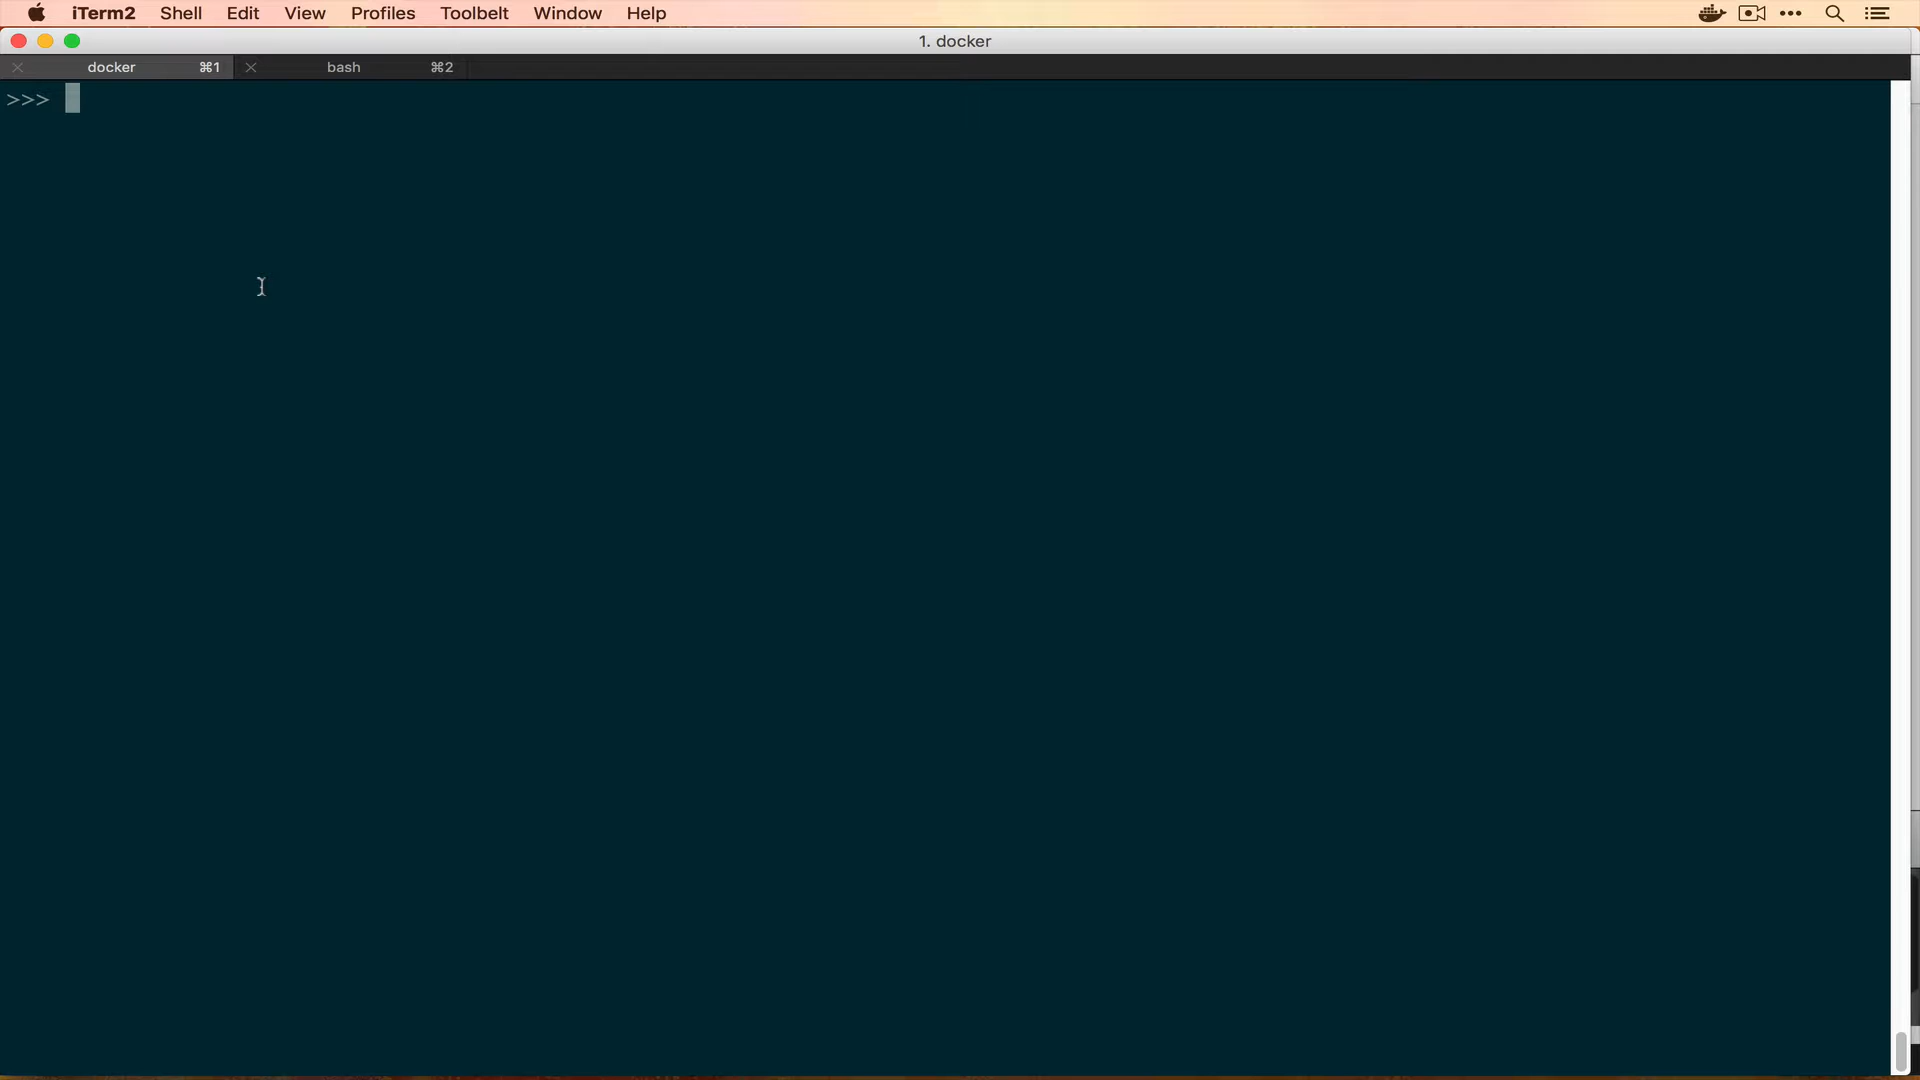 iTerm2 Shell Edit View Profiles Toolbelt Window Help
1. docker
docker ⌘1 bash ⌘2
>>>